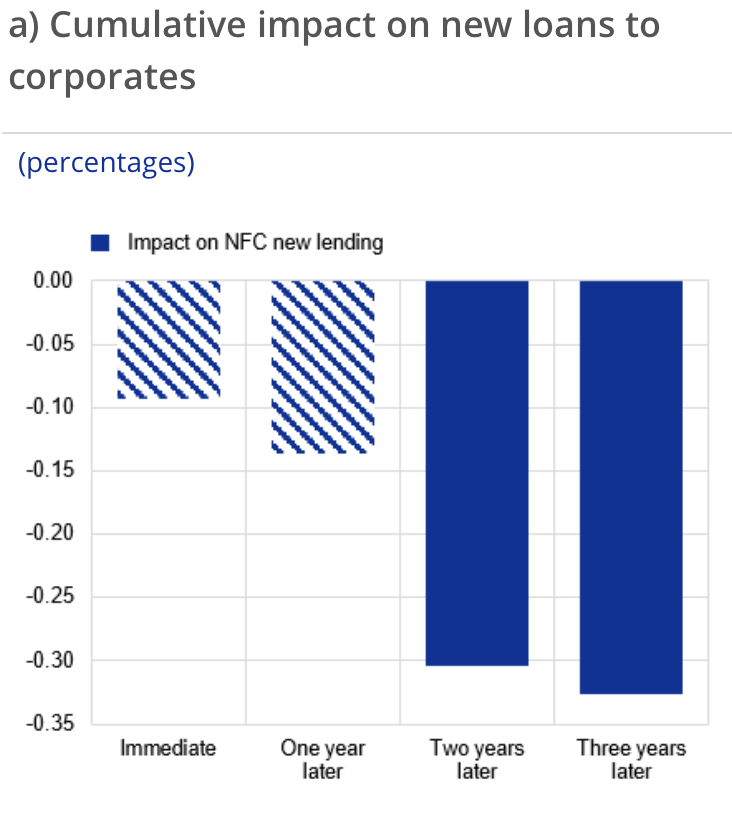 a) Cumulative impact on new loans to
corporates
(percentages)
Impact on NFC new lending
0.00
-0.05
-0.10
-0.15
-0.20
-0.25
-0.30
-0.35
Immediate
One year
later
Two years
later
Three years
later